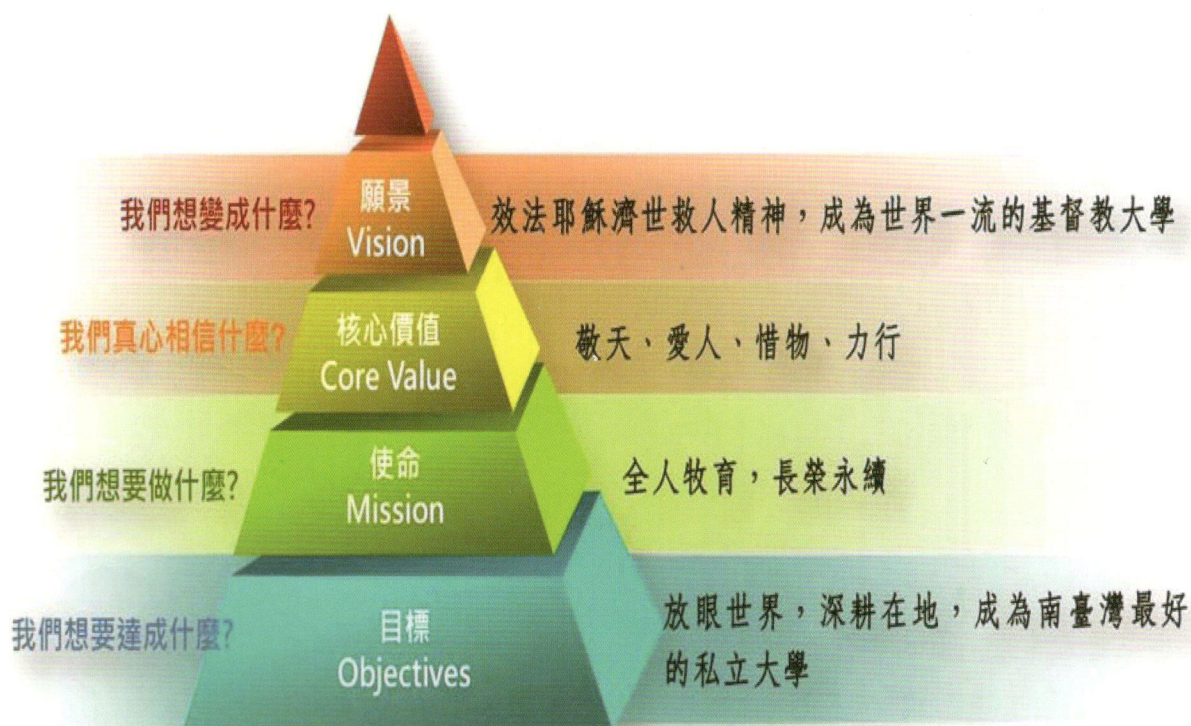 我們想變成什麼?
願景
Vision
效法耶穌濟世救人精神，成為世界一流的基督教大學
我們真心相信什麼?
核心價值
Core Value
敬天、愛人、惜物、力行
我們想要做什麼?
使命
Mission
全人牧育，長榮永續
我們想要達成什麼?
目標
Objectives
放眼世界，深耕在地，成為南臺灣最好
的私立大學